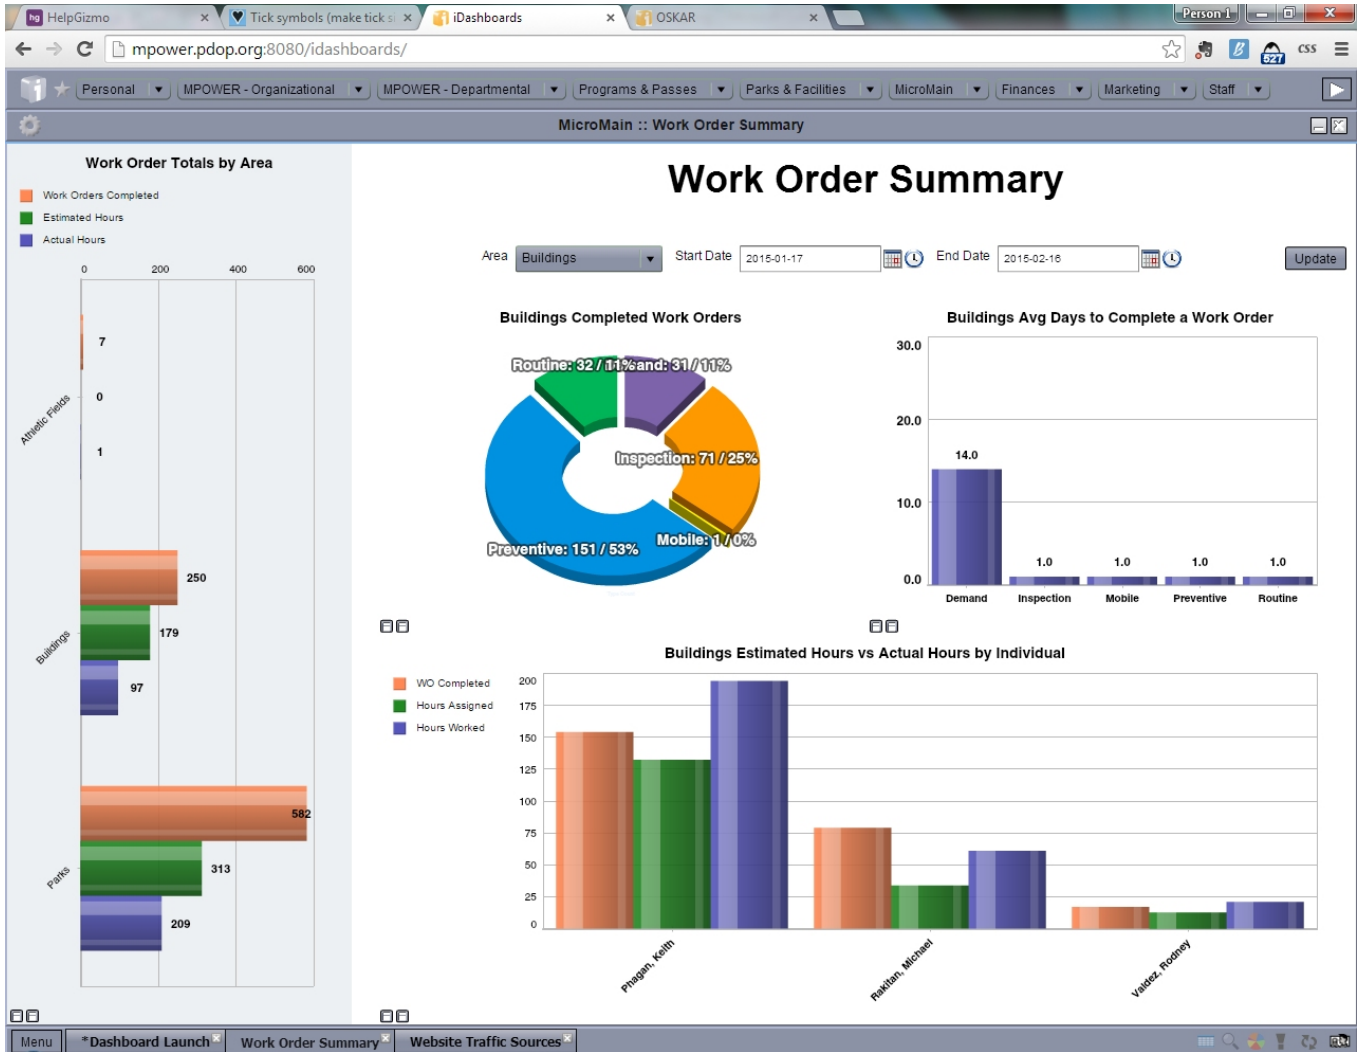 HelpGizmo
Tick symbols (make tick si
iDashboards
OSKAR
Person 1
mpower.pdop.org:8080/idashboards/
527
CSS
Personal
MPOWER - Organizational
MPOWER - Departmental
Programs & Passes
Parks & Facilities
MicroMain
Finances
Marketing
Staff
MicroMain :: Work Order Summary
Work Order Totals by Area
Work Orders Completed
Estimated Hours
Actual Hours
0 200 400 600
7
0
1
Athletic Fields
250
179
97
Buildings
582
313
209
Parks
Work Order Summary
Area Buildings Start Date 2015-01-17 End Date 2015-02-16 Update
Buildings Completed Work Orders
Routine: 32 / 11%
and: 31 / 11%
Inspection: 71 / 25%
Mobile: 1 / 0%
Preventive: 151 / 53%
Buildings Avg Days to Complete a Work Order
30.0
20.0
10.0
0.0
14.0 1.0 1.0 1.0 1.0
Demand Inspection Mobile Preventive Routine
Buildings Estimated Hours vs Actual Hours by Individual
WO Completed
Hours Assigned
Hours Worked
200
175
150
125
100
75
50
25
0
Phagan, Keith
Rakitan, Michael
Valdez, Rodney
Menu
*Dashboard Launch
Work Order Summary
Website Traffic Sources